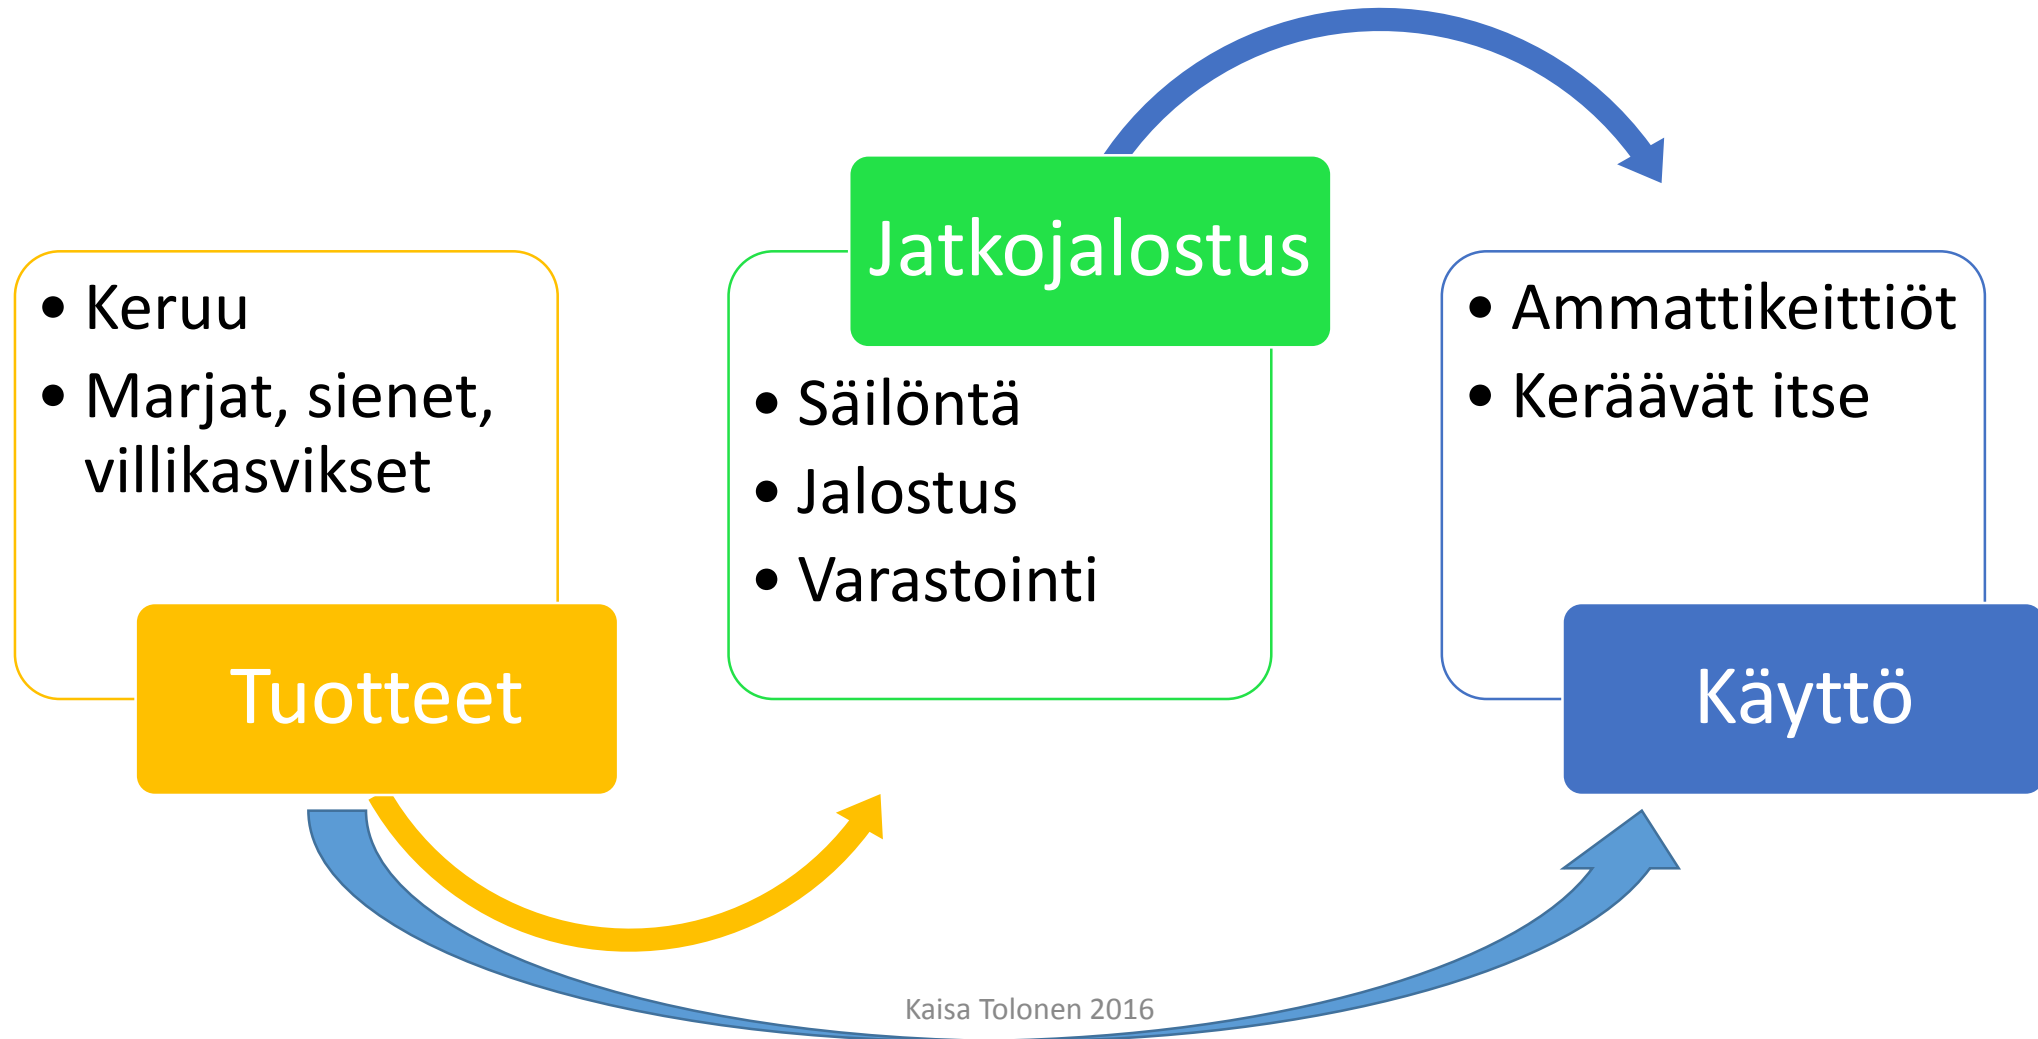 • Keruu
• Marjat, sienet,
villikasvikset
Tuotteet
Jatkojalostus
• Säilöntä
• Jalostus
• Varastointi
• Ammattikeittiöt
• Keräävät itse
Käyttö
Kaisa Tolonen 2016